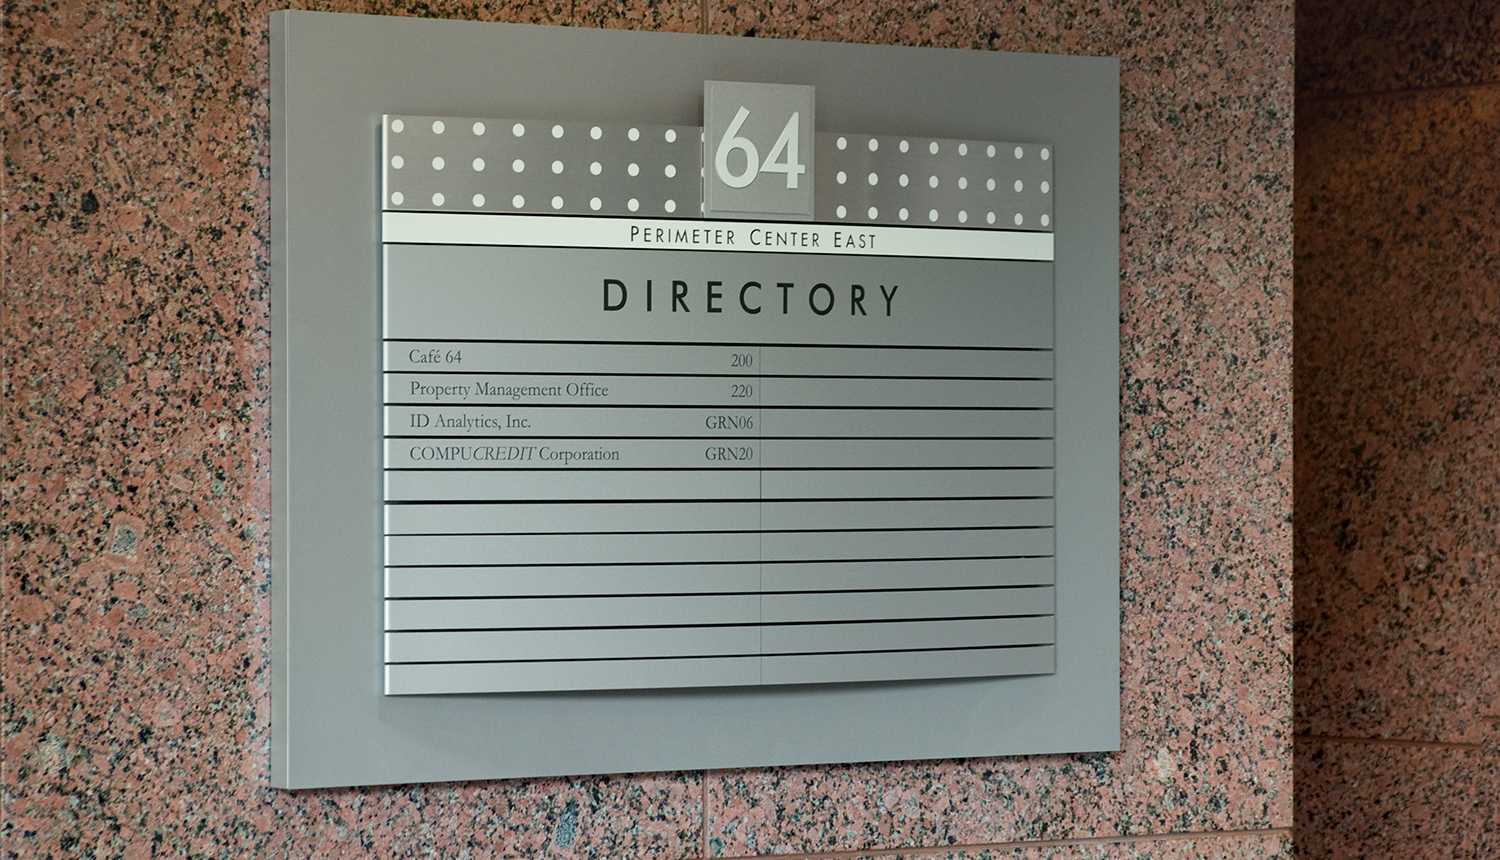 64
PERIMETER CENTER EAST
DIRECTORY
Café 64 200
Property Management Office 220
ID Analytics, Inc. GRN06
COMPUCREDIT Corporation GRN20